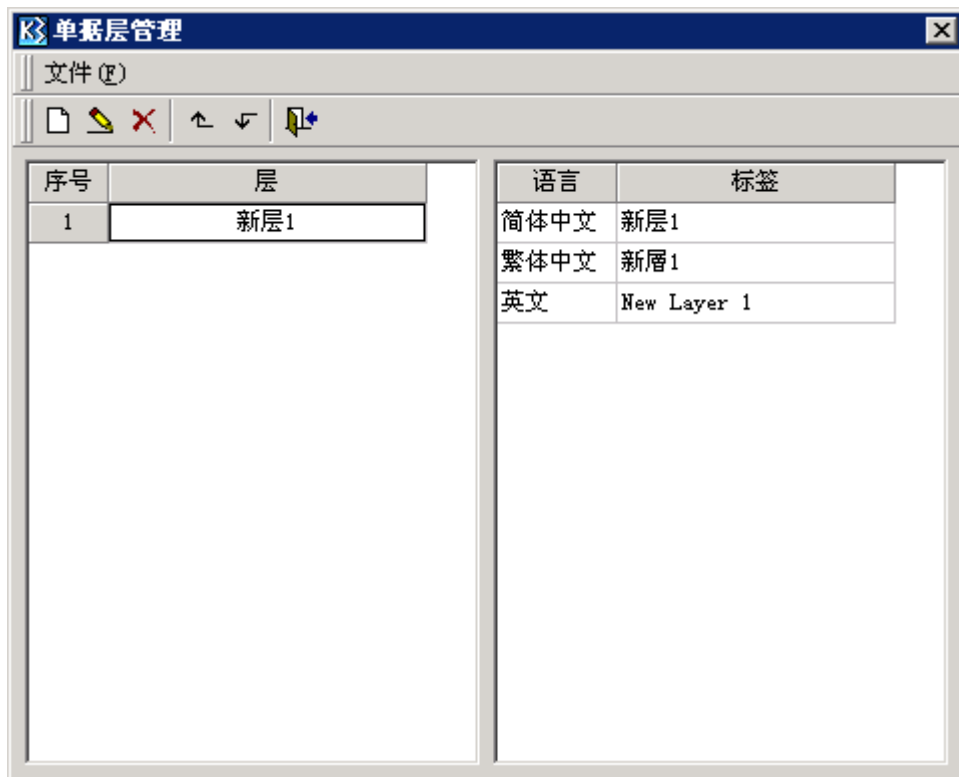 K3 单据层管理
文件(F)
序号 层
1 新层1
语言 标签
简体中文 新层1
繁体中文 新層1
英文 New Layer 1